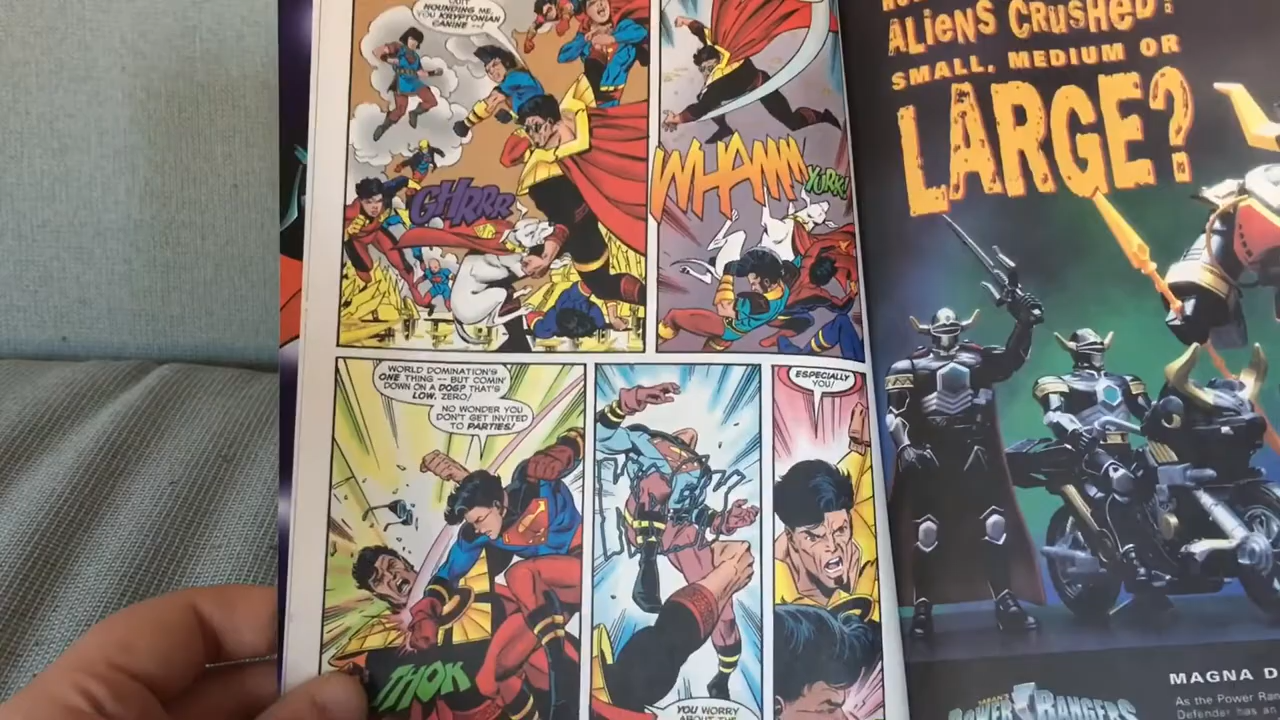 HOUNDING ME,
YOU KRYPTONIAN
CANINE --!
GHRRR
WHAMM
YURK!
WORLD DOMINATION'S
ONE THING -- BUT COMIN'
DOWN ON A DOG? THAT'S
LOW, ZERO!
NO WONDER YOU
DON'T GET INVITED
TO PARTIES!
THOK
ESPECIALLY
YOU!
YOU WORRY
ABOUT THE
ALIENS CRUSHED?
SMALL, MEDIUM OR
LARGE?
MAGNA D
As the Power Ran
Defender has an
POWER RANGERS